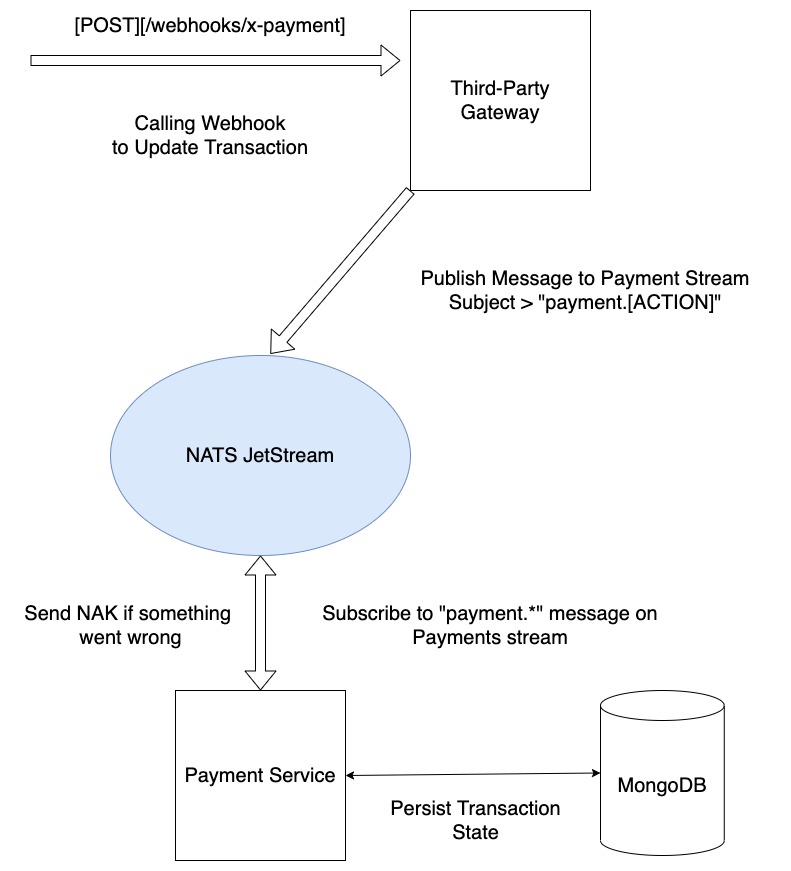 [POST][/webhooks/x-payment]
Calling Webhook
to Update Transaction
Third-Party
Gateway
Publish Message to Payment Stream
Subject > "payment.[ACTION]"
NATS JetStream
Send NAK if something
went wrong
Subscribe to "payment.*" message on
Payments stream
Payment Service
MongoDB
Persist Transaction
State